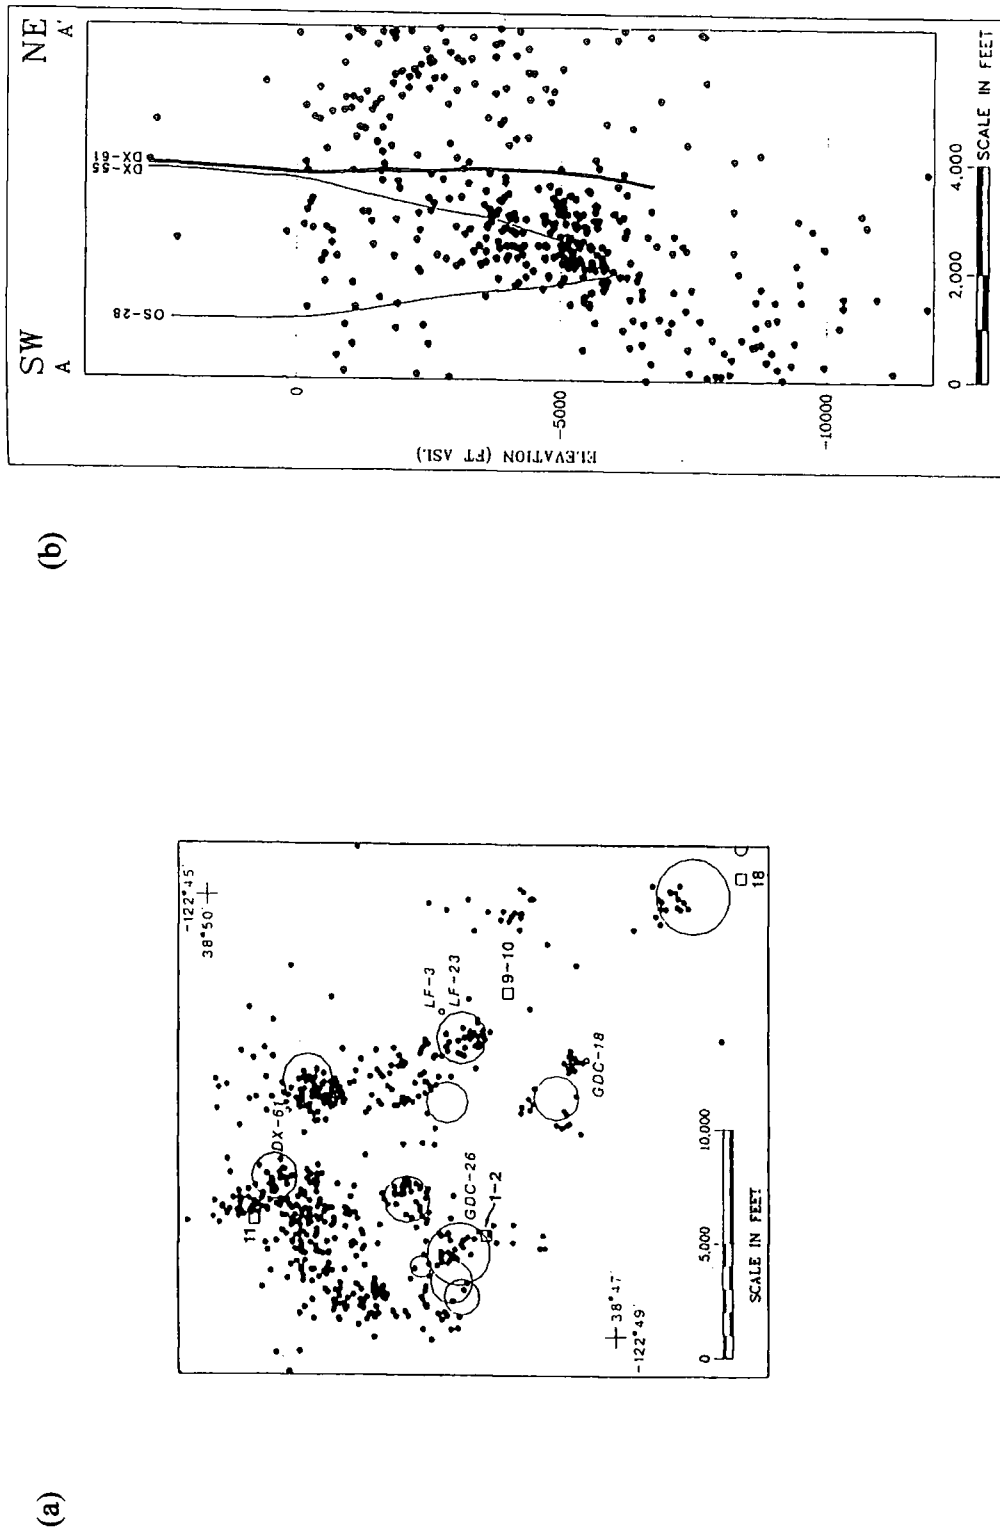 (a)
-122°45'
38°50'
DX-61
11
LF-3
LF-23
9-10
GDC-26
1-2
GDC-18
18
38°47'
-122°49'
0
5,000
10,000
SCALE IN FEET
(b)
SW
NE
A
A'
OS-28
DX-55
DX-61
0
-5000
-10000
ELEVATION (FT ASL)
0
2,000
4,000
SCALE IN FEET